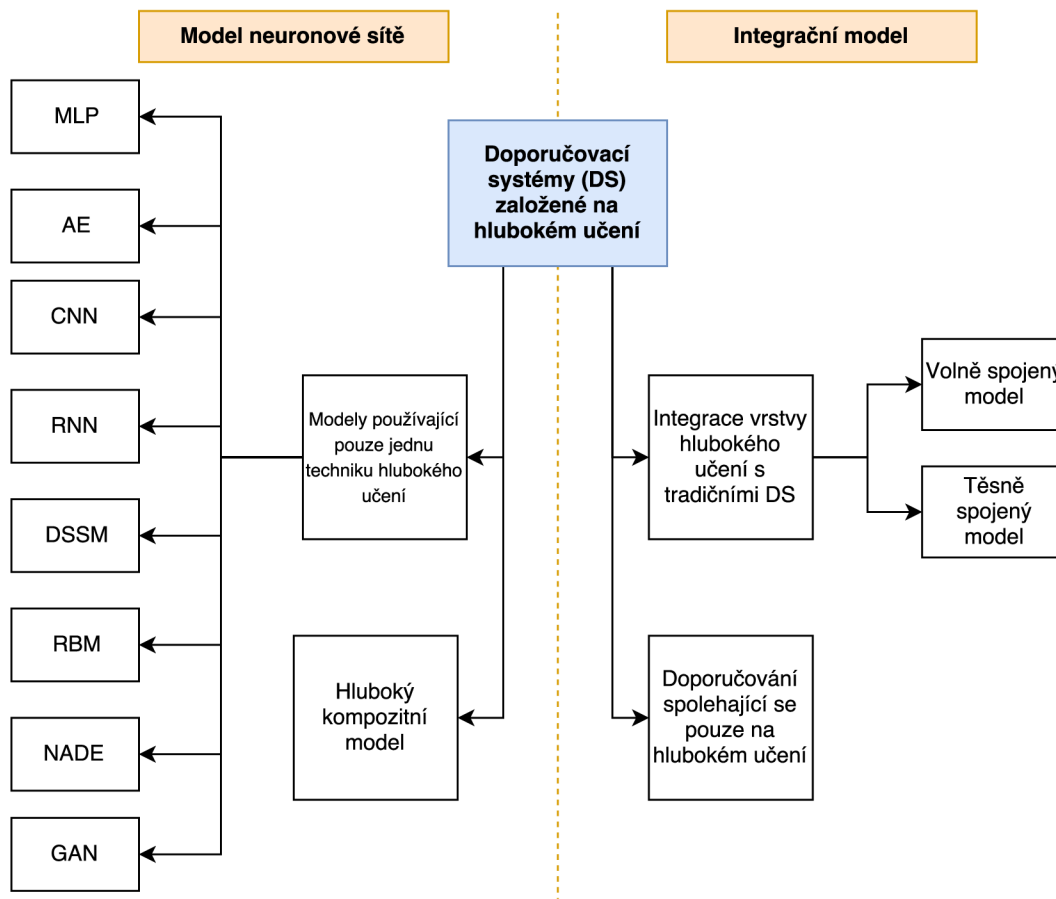 Model neuronové sítě
Integrační model
Doporučovací
systémy (DS)
založené na
hlubokém učení
MLP
AE
CNN
RNN
DSSM
RBM
NADE
GAN
Modely používající
pouze jednu
techniku hlubokého
učení
Hluboký
kompozitní
model
Integrace vrstvy
hlubokého
učení s
tradičními DS
Doporučování
spolehající se
pouze na
hlubokém učení
Volně spojený
model
Těsně
spojený
model